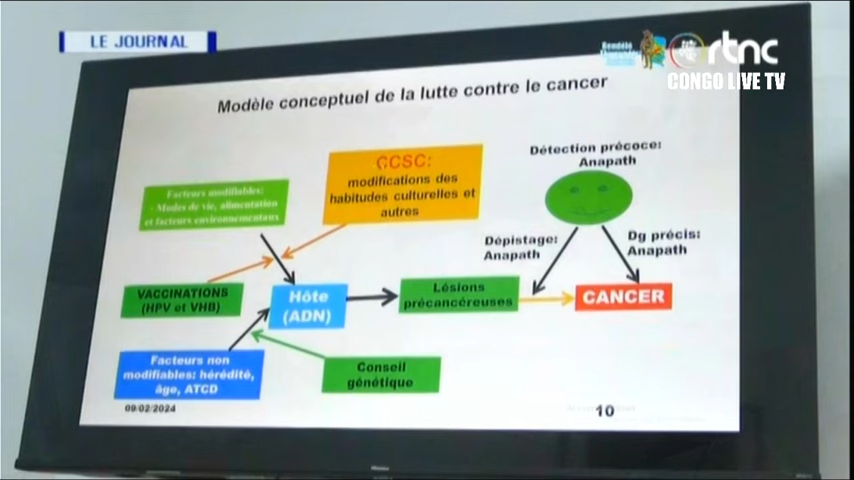 LE JOURNAL
rtnc
CONGO LIVE TV
Modèle conceptuel de la lutte contre le cancer
CCSC:
modifications des
habitudes culturelles et
autres
Détection précoce:
Anapath
Facteurs modifiables:
- Modes de vie, alimentation
et facteurs environnementaux
Dépistage:
Anapath
Dg précis:
Anapath
VACCINATIONS
(HPV et VHB)
Hôte
(ADN)
Lésions
précancéreuses
CANCER
Facteurs non
modifiables: hérédité,
âge, ATCD
Conseil
génétique
09/02/2024
10